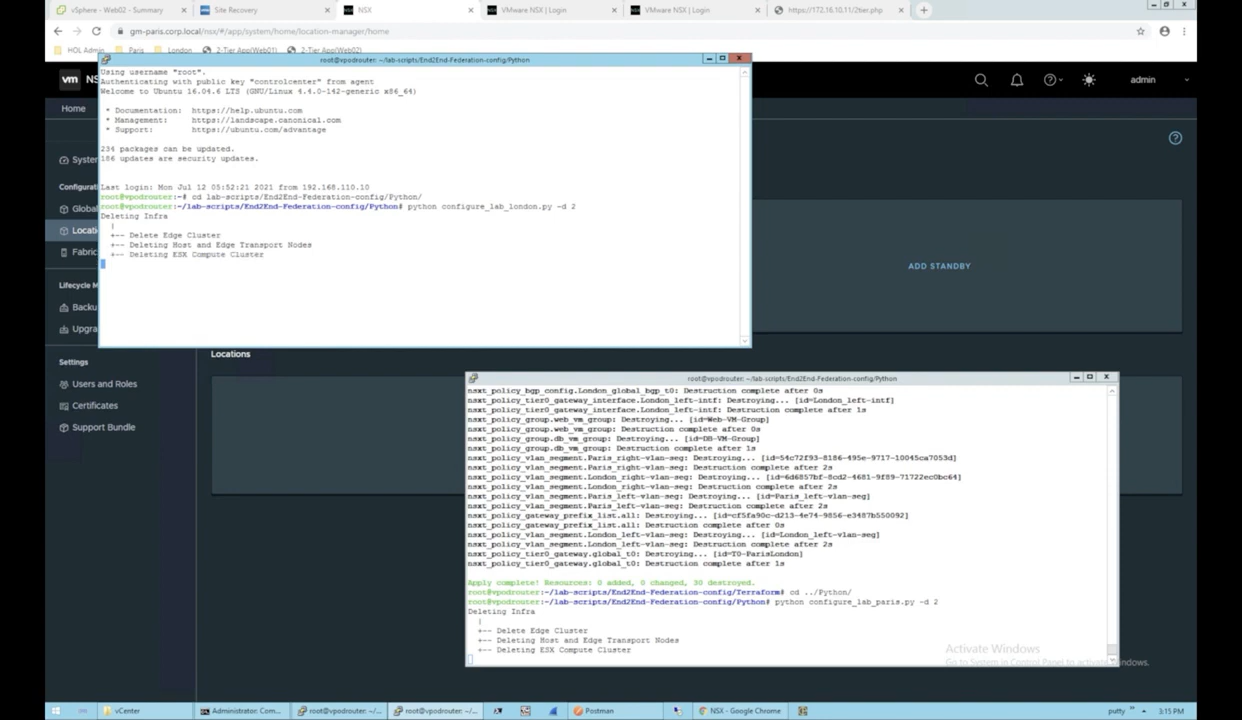 vSphere - Web02 - Summary
Site Recovery
NSX
VMware NSX | Login
VMware NSX | Login
https://172.16.10.11/2tier.php
gm-paris.corp.local/nsx/#/app/system/home/location-manager/home
HOL Admin
Paris
London
2-Tier App(Web01)
2-Tier App(Web02)
root@vpodrouter: ~/lab-scripts/End2End-Federation-config/Python
vm NS
admin
Home
Using username "root".
Authenticating with public key "controlcenter" from agent
Welcome to Ubuntu 16.04.6 LTS (GNU/Linux 4.4.0-142-generic x86_64)
* Documentation: https://help.ubuntu.com
* Management: https://landscape.canonical.com
* Support: https://ubuntu.com/advantage
234 packages can be updated.
186 updates are security updates.
Last login: Mon Jul 12 05:52:21 2021 from 192.168.110.10
root@vpodrouter:~# cd lab-scripts/End2End-Federation-config/Python/
root@vpodrouter:~/lab-scripts/End2End-Federation-config/Python# python configure_lab_london.py -d 2
Deleting Infra
|
+-- Delete Edge Cluster
+-- Deleting Host and Edge Transport Nodes
+-- Deleting ESX Compute Cluster
System
Configurat
Global
Locati
Fabric
Lifecycle M
Backu
Upgra
Settings
Users and Roles
Certificates
Support Bundle
ADD STANDBY
Locations
root@vpodrouter: ~/lab-scripts/End2End-Federation-config/Python
nsxt_policy_bgp_config.London_global_bgp_t0: Destruction complete after 0s
nsxt_policy_tier0_gateway_interface.London_left-intf: Destroying... [id=London_left-intf]
nsxt_policy_tier0_gateway_interface.London_left-intf: Destruction complete after 1s
nsxt_policy_group.web_vm_group: Destroying... [id=Web-VM-Group]
nsxt_policy_group.web_vm_group: Destruction complete after 0s
nsxt_policy_group.db_vm_group: Destroying... [id=DB-VM-Group]
nsxt_policy_group.db_vm_group: Destruction complete after 1s
nsxt_policy_vlan_segment.Paris_right-vlan-seg: Destroying... [id=54c72f93-8186-495e-9717-10045ca7053d]
nsxt_policy_vlan_segment.Paris_right-vlan-seg: Destruction complete after 2s
nsxt_policy_vlan_segment.London_right-vlan-seg: Destroying... [id=6d6857bf-8cd2-4681-9f89-71722ec0bc64]
nsxt_policy_vlan_segment.London_right-vlan-seg: Destruction complete after 2s
nsxt_policy_vlan_segment.Paris_left-vlan-seg: Destroying... [id=Paris_left-vlan-seg]
nsxt_policy_vlan_segment.Paris_left-vlan-seg: Destruction complete after 2s
nsxt_policy_gateway_prefix_list.all: Destroying... [id=cf5fa90c-d213-4e74-9856-e3487b550092]
nsxt_policy_gateway_prefix_list.all: Destruction complete after 0s
nsxt_policy_vlan_segment.London_left-vlan-seg: Destroying... [id=London_left-vlan-seg]
nsxt_policy_vlan_segment.London_left-vlan-seg: Destruction complete after 2s
nsxt_policy_tier0_gateway.global_t0: Destroying... [id=T0-ParisLondon]
nsxt_policy_tier0_gateway.global_t0: Destruction complete after 1s
Apply complete! Resources: 0 added, 0 changed, 30 destroyed.
root@vpodrouter:~/lab-scripts/End2End-Federation-config/Terraform# cd ../Python/
root@vpodrouter:~/lab-scripts/End2End-Federation-config/Python# python configure_lab_paris.py -d 2
Deleting Infra
|
+-- Delete Edge Cluster
+-- Deleting Host and Edge Transport Nodes
+-- Deleting ESX Compute Cluster
Activate Windows
Go to System in Control Panel to activate Windows.
vCenter
Administrator: Com...
root@vpodrouter: ~/...
root@vpodrouter: ~/...
Postman
NSX - Google Chrome
putty
3:15 PM